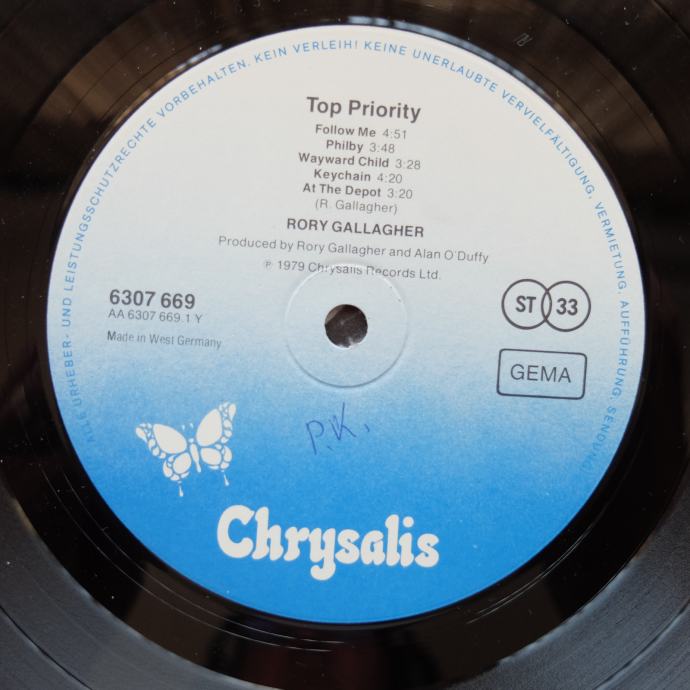 ALLE URHEBER- UND LEISTUNGSSCHUTZRECHTE VORBEHALTEN. KEIN VERLEIH! KEINE UNERLAUBTE VERVIELFÄLTIGUNG, VERMIETUNG, AUFFÜHRUNG, SENDUNG!
Top Priority
Follow Me 4:51
Philby 3:48
Wayward Child 3:28
Keychain 4:20
At The Depot 3:20
(R. Gallagher)
RORY GALLAGHER
Produced by Rory Gallagher and Alan O'Duffy
℗ 1979 Chrysalis Records Ltd.
6307 669
AA 6307 669.1 Y
Made in West Germany
ST 33
GEMA
P.K.
Chrysalis